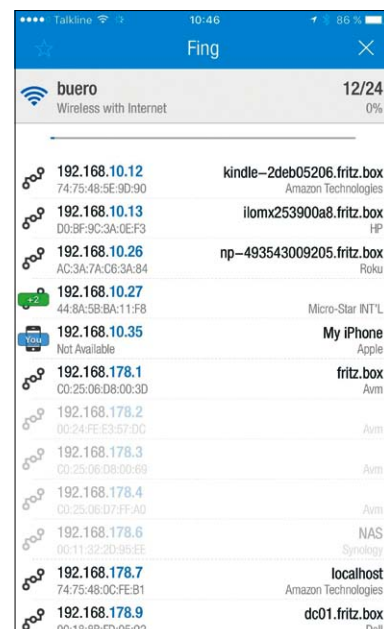 Talkline 10:46 86 %
Fing
buero 12/24
Wireless with Internet 0%
192.168.10.12 kindle-2deb05206.fritz.box
74:75:48:5E:9D:90 Amazon Technologies
192.168.10.13 ilomx253900a8.fritz.box
D0:BF:9C:3A:0E:F3 HP
192.168.10.26 np-493543009205.fritz.box
AC:3A:7A:C6:3A:84 Roku
+2 192.168.10.27
44:8A:5B:BA:11:F8 Micro-Star INT'L
You 192.168.10.35 My iPhone
Not Available Apple
192.168.178.1 fritz.box
C0:25:06:D8:00:3D Avm
192.168.178.2
00:24:FE:E3:57:DC Avm
192.168.178.3
C0:25:06:D8:00:69 Avm
192.168.178.4
C0:25:06:D7:FF:A0 Avm
192.168.178.6 NAS
00:11:32:2D:95:EE Synology
192.168.178.7 localhost
74:75:48:0C:FE:B1 Amazon Technologies
192.168.178.9 dc01.fritz.box
Dell